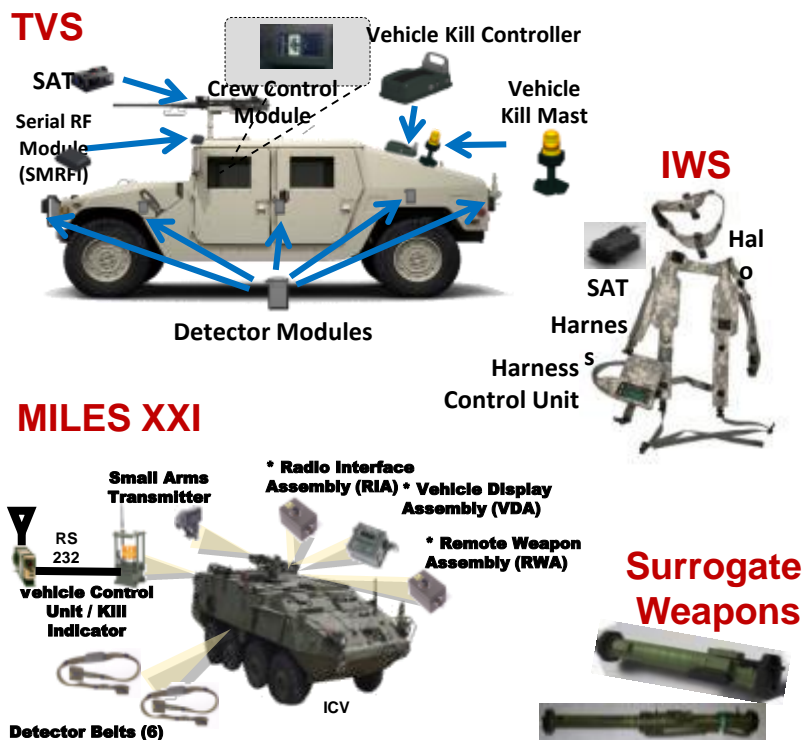 TVS
Vehicle Kill Controller
SAT
Crew Control
Module
Vehicle
Kill Mast
Serial RF
Module
(SMRFI)
IWS
Hal
o
SAT
Harnes
s
Harness
Control Unit
Detector Modules
MILES XXI
Small Arms
Transmitter
* Radio Interface
Assembly (RIA)
* Vehicle Display
Assembly (VDA)
* Remote Weapon
Assembly (RWA)
RS
232
Vehicle Control
Unit / Kill
Indicator
ICV
Detector Belts (6)
Surrogate
Weapons